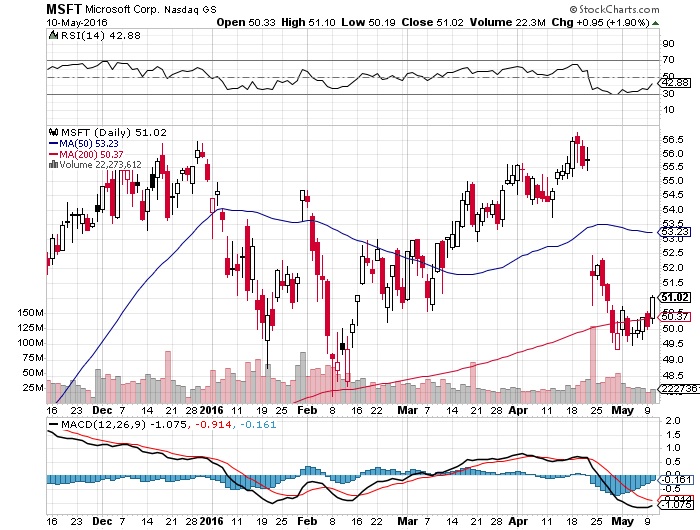 MSFT Microsoft Corp. Nasdaq GS © StockCharts.com
10-May-2016 Open 50.33 High 51.10 Low 50.19 Close 51.02 Volume 22.3M Chg +0.95 (+1.90%)
RSI(14) 42.88
90
70
50
42.88
30
10
MSFT (Daily) 51.02
MA(50) 53.23
MA(200) 50.37
Volume 22,273,612
56.5
56.0
55.5
55.0
54.5
54.0
53.5
53.23
53.0
52.5
52.0
51.5
51.02
50.37
50.0
49.5
49.0
48.5
150M
125M
100M
75M
50M
25M
222736
16 23 Dec 7 14 21 28 2016 11 19 25 Feb 8 16 22 Mar 7 14 21 28 Apr 11 18 25 May 9
MACD(12,26,9) -1.075, -0.914, -0.161
2.0
1.5
1.0
0.5
0.0
-0.161
-0.5
-0.914
-1.075
16 23 Dec 7 14 21 28 2016 11 19 25 Feb 8 16 22 Mar 7 14 21 28 Apr 11 18 25 May 9